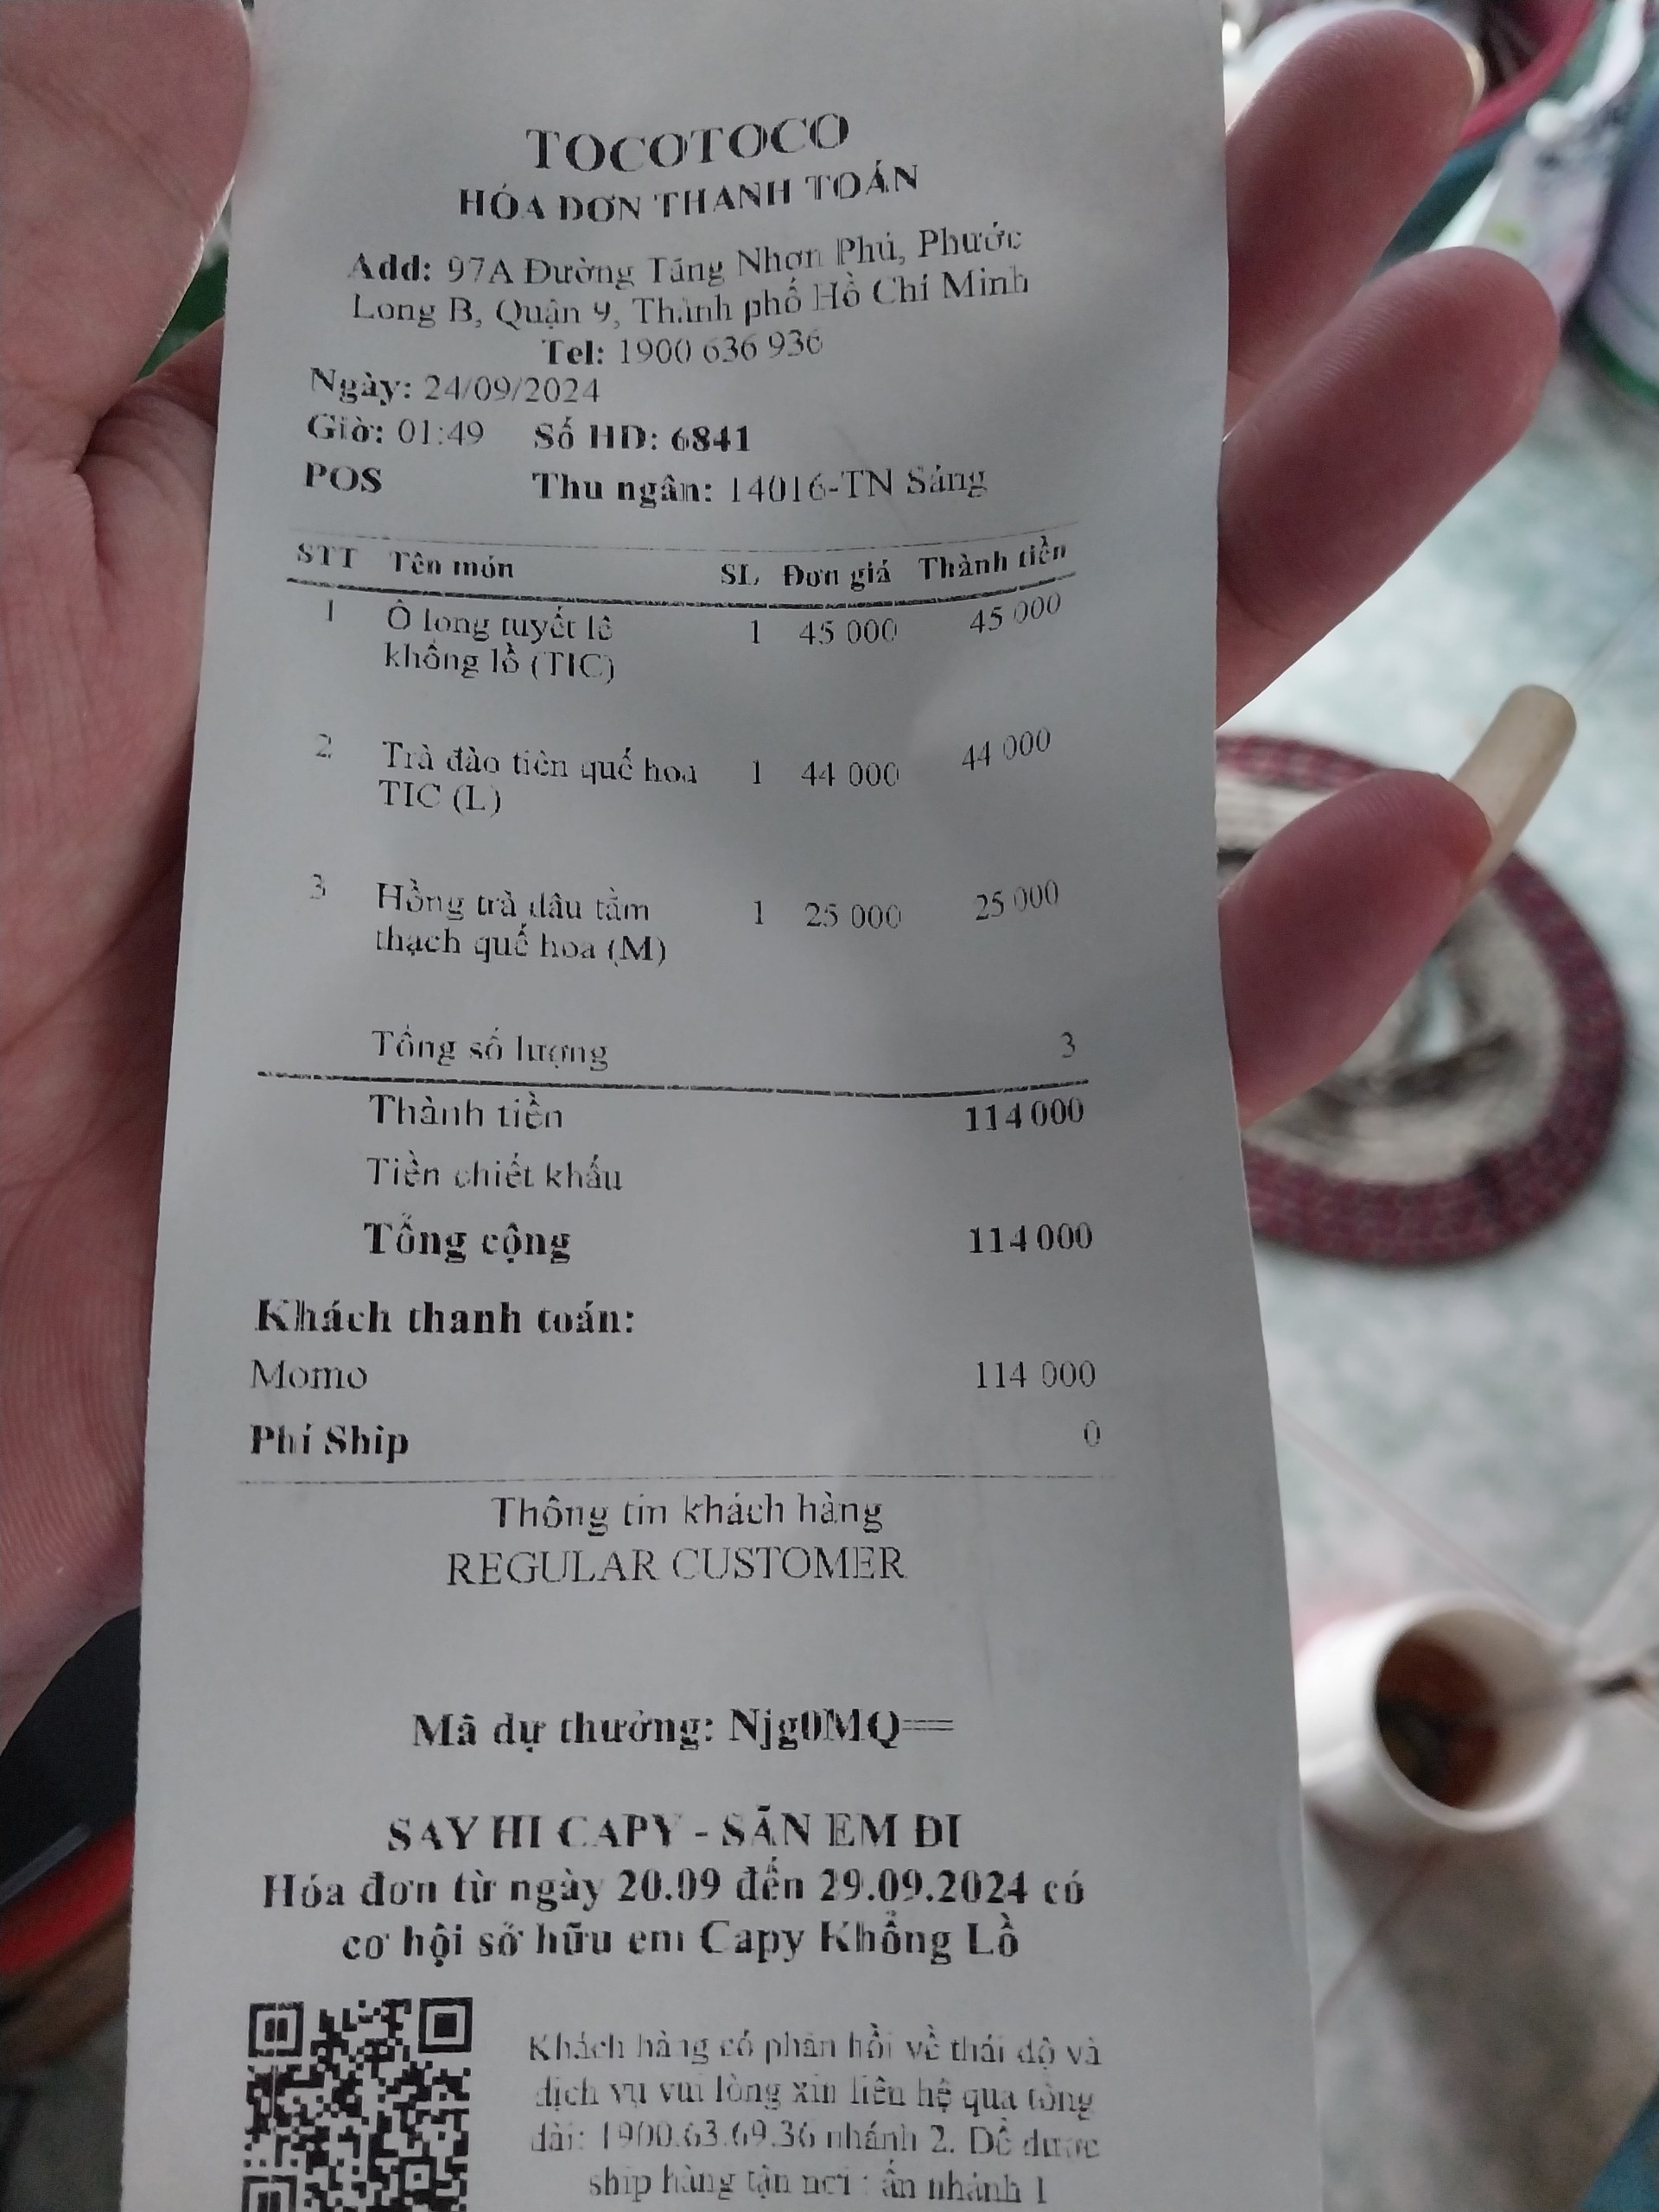 TOCOTOCO
HÓA ĐƠN THANH TOÁN
Add: 97A Đường Tăng Nhơn Phú, Phước
Long B, Quận 9, Thành phố Hồ Chí Minh
Tel: 1900 636 936
Ngày: 24/09/2024
Giờ: 01:49 Số HD: 6841
POS Thu ngân: 14016-TN Sáng
STT Tên món SL Đơn giá Thành tiền
1 Ô long tuyết lê 1 45 000 45 000
khổng lồ (TIC)
2 Trà đào tiên quế hoa 1 44 000 44 000
TIC (L)
3 Hồng trà dâu tằm 1 25 000 25 000
thạch quế hoa (M)
Tổng số lượng 3
Thành tiền 114 000
Tiền chiết khấu
Tổng cộng 114 000
Khách thanh toán:
Momo 114 000
Phí Ship 0
Thông tin khách hàng
REGULAR CUSTOMER
Mã dự thưởng: Njg0MQ==
SAY HI CAPY - SĂN EM ĐI
Hóa đơn từ ngày 20.09 đến 29.09.2024 có
cơ hội sở hữu em Capy Khổng Lồ
Khách hàng có phản hồi về thái độ và
dịch vụ vui lòng xin liên hệ qua tổng
đài: 1900.63.69.36 nhánh 2. Để được
ship hàng tận nơi : ấn nhánh 1